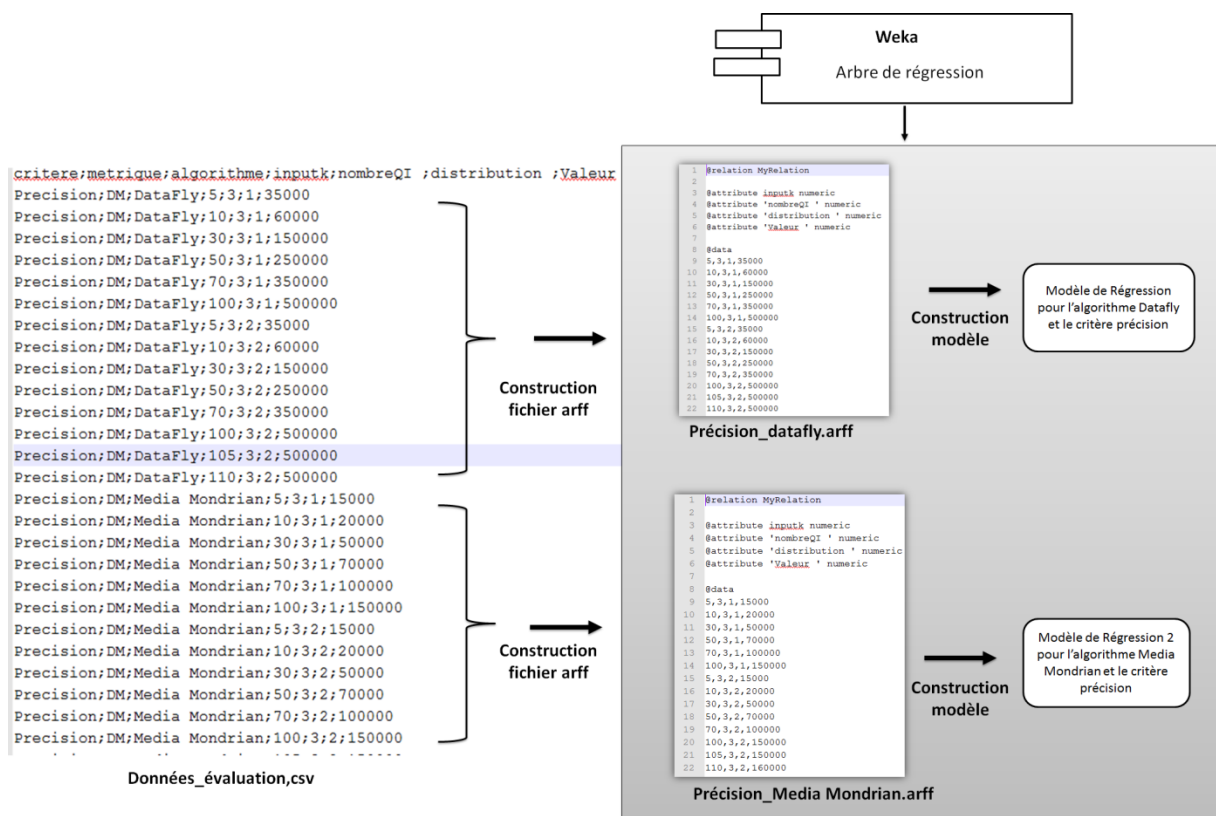 Weka
Arbre de régression
critere;metrique;algorithme;inputk;nombreQI ;distribution ;Valeur
Precision;DM;DataFly;5;3;1;35000
Precision;DM;DataFly;10;3;1;60000
Precision;DM;DataFly;30;3;1;150000
Precision;DM;DataFly;50;3;1;250000
Precision;DM;DataFly;70;3;1;350000
Precision;DM;DataFly;100;3;1;500000
Precision;DM;DataFly;5;3;2;35000
Precision;DM;DataFly;10;3;2;60000
Precision;DM;DataFly;30;3;2;150000
Precision;DM;DataFly;50;3;2;250000
Precision;DM;DataFly;70;3;2;350000
Precision;DM;DataFly;100;3;2;500000
Precision;DM;DataFly;105;3;2;500000
Precision;DM;DataFly;110;3;2;500000
Precision;DM;Media Mondrian;5;3;1;15000
Precision;DM;Media Mondrian;10;3;1;20000
Precision;DM;Media Mondrian;30;3;1;50000
Precision;DM;Media Mondrian;50;3;1;70000
Precision;DM;Media Mondrian;70;3;1;100000
Precision;DM;Media Mondrian;100;3;1;150000
Precision;DM;Media Mondrian;5;3;2;15000
Precision;DM;Media Mondrian;10;3;2;20000
Precision;DM;Media Mondrian;30;3;2;50000
Precision;DM;Media Mondrian;50;3;2;70000
Precision;DM;Media Mondrian;70;3;2;100000
Precision;DM;Media Mondrian;100;3;2;150000
Données_évaluation,csv
Construction
fichier arff
Construction
fichier arff
1 @relation MyRelation
2
3 @attribute inputk numeric
4 @attribute 'nombreQI ' numeric
5 @attribute 'distribution ' numeric
6 @attribute 'Valeur ' numeric
7
8 @data
9 5,3,1,35000
10 10,3,1,60000
11 30,3,1,150000
12 50,3,1,250000
13 70,3,1,350000
14 100,3,1,500000
15 5,3,2,35000
16 10,3,2,60000
17 30,3,2,150000
18 50,3,2,250000
19 70,3,2,350000
20 100,3,2,500000
21 105,3,2,500000
22 110,3,2,500000
Précision_datafly.arff
Construction
modèle
Modèle de Régression
pour l'algorithme Datafly
et le critère précision
1 @relation MyRelation
2
3 @attribute inputk numeric
4 @attribute 'nombreQI ' numeric
5 @attribute 'distribution ' numeric
6 @attribute 'Valeur ' numeric
7
8 @data
9 5,3,1,15000
10 10,3,1,20000
11 30,3,1,50000
12 50,3,1,70000
13 70,3,1,100000
14 100,3,1,150000
15 5,3,2,15000
16 10,3,2,20000
17 30,3,2,50000
18 50,3,2,70000
19 70,3,2,100000
20 100,3,2,150000
21 105,3,2,150000
22 110,3,2,160000
Précision_Media Mondrian.arff
Construction
modèle
Modèle de Régression 2
pour l'algorithme Media
Mondrian et le critère
précision